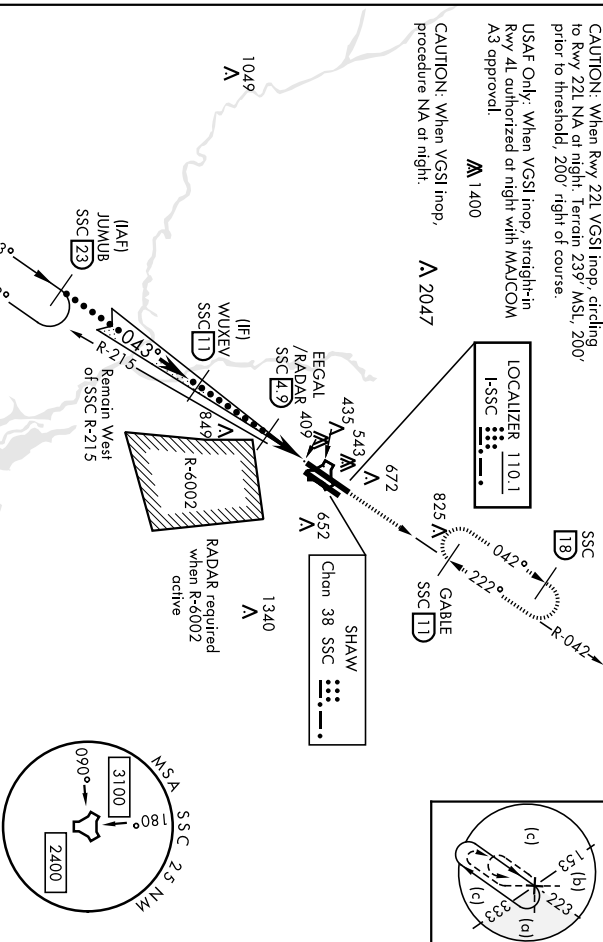 CAUTION: When Rwy 22L VGSI inop, circling
to Rwy 22L NA at night. Terrain 239' MSL, 200'
prior to threshold, 200' right of course.
USAF Only: When VGSI inop, straight-in
Rwy 4L authorized at night with MAJCOM
A3 approval.
CAUTION: When VGSI inop,
procedure NA at night.
1049
1400
2047
LOCALIZER 110.1
I-SSC
SSC 18
042°
222°
R-042
825
GABLE
SSC 11
672
543
435
409
652
EEGAL
/RADAR
SSC 4.9
(IF)
WUXEV
SSC 11
(IAF)
JUMUB
SSC 23
043°
R-215
849
Remain West
of SSC R-215
R-6002
RADAR required
when R-6002
active
1340
SHAW
Chan 38 SSC
MSA SSC 25 NM
3100
180°
090°
2400
(c)
153
(b)
223
(a)
333
(c)